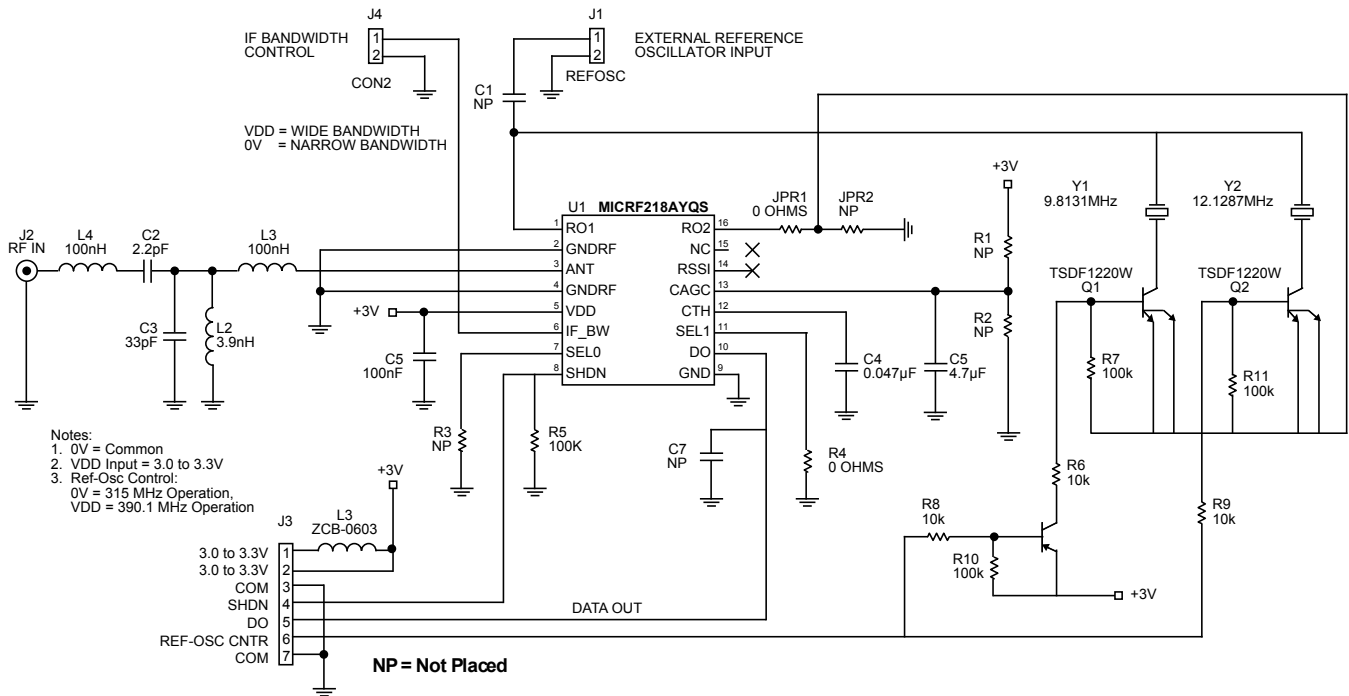 J4
IF BANDWIDTH
CONTROL
1
2
CON2
J1
1
2
REFOSC
EXTERNAL REFERENCE
OSCILLATOR INPUT
C1
NP
VDD = WIDE BANDWIDTH
0V = NARROW BANDWIDTH
J2
RF IN
L4
100nH
C2
2.2pF
L3
100nH
C3
33pF
L2
3.9nH
+3V
C5
100nF
U1 MICRF218AYQS
1 RO1
2 GNDRF
3 ANT
4 GNDRF
5 VDD
6 IF_BW
7 SEL0
8 SHDN
RO2 16
NC 15
RSSI 14
CAGC 13
CTH 12
SEL1 11
DO 10
GND 9
JPR1
0 OHMS
JPR2
NP
+3V
R1
NP
R2
NP
Y1
9.8131MHz
Y2
12.1287MHz
TSDF1220W
Q1
TSDF1220W
Q2
R7
100k
R11
100k
C4
0.047µF
C5
4.7µF
R3
NP
R5
100K
C7
NP
R4
0 OHMS
R6
10k
R8
10k
R9
10k
R10
100k
+3V
Notes:
1. 0V = Common
2. VDD Input = 3.0 to 3.3V
3. Ref-Osc Control:
0V = 315 MHz Operation,
VDD = 390.1 MHz Operation
+3V
J3
L3
ZCB-0603
3.0 to 3.3V 1
3.0 to 3.3V 2
COM 3
SHDN 4
DO 5
REF-OSC CNTR 6
COM 7
DATA OUT
NP = Not Placed